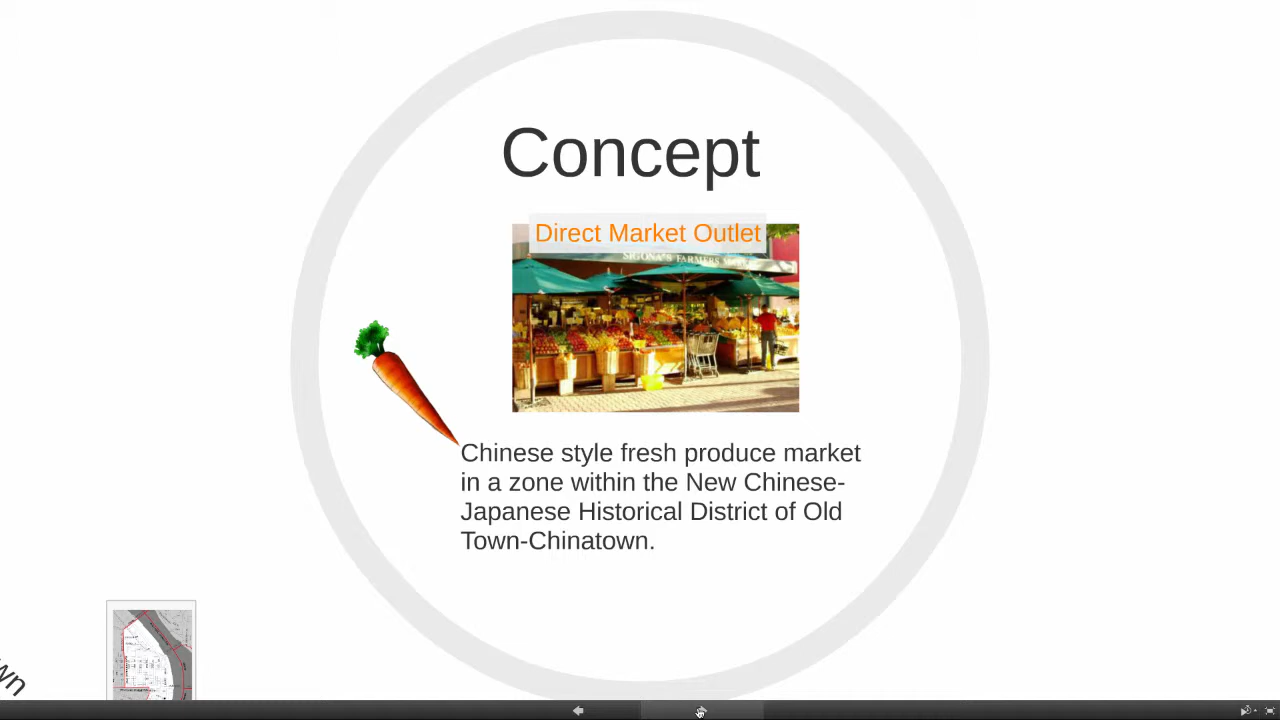 Concept
Direct Market Outlet
SIGONA'S FARMERS
Chinese style fresh produce market
in a zone within the New Chinese-
Japanese Historical District of Old
Town-Chinatown.
wn